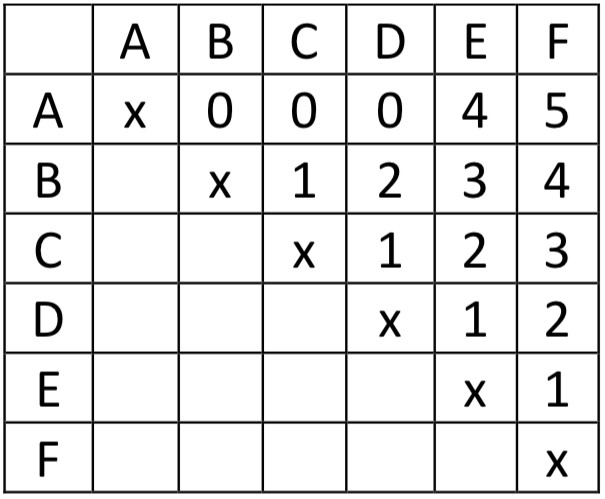 A B C D E F
A x 0 0 0 4 5
B x 1 2 3 4
C x 1 2 3
D x 1 2
E x 1
F x